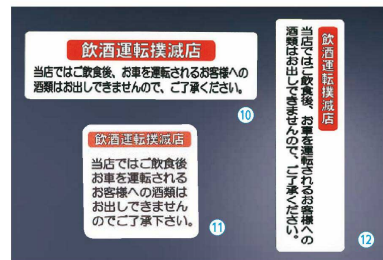 飲酒運転撲滅店
当店ではご飲食後、お車を運転されるお客様への
酒類はお出しできませんので、ご了承ください。
⑩
飲酒運転撲滅店
当店ではご飲食後
お車を運転される
お客様への酒類は
お出しできません
のでご了承下さい。
⑪
飲酒運転撲滅店
当店ではご飲食後、お車を運転されるお客様への
酒類はお出しできませんので、ご了承ください。
⑫